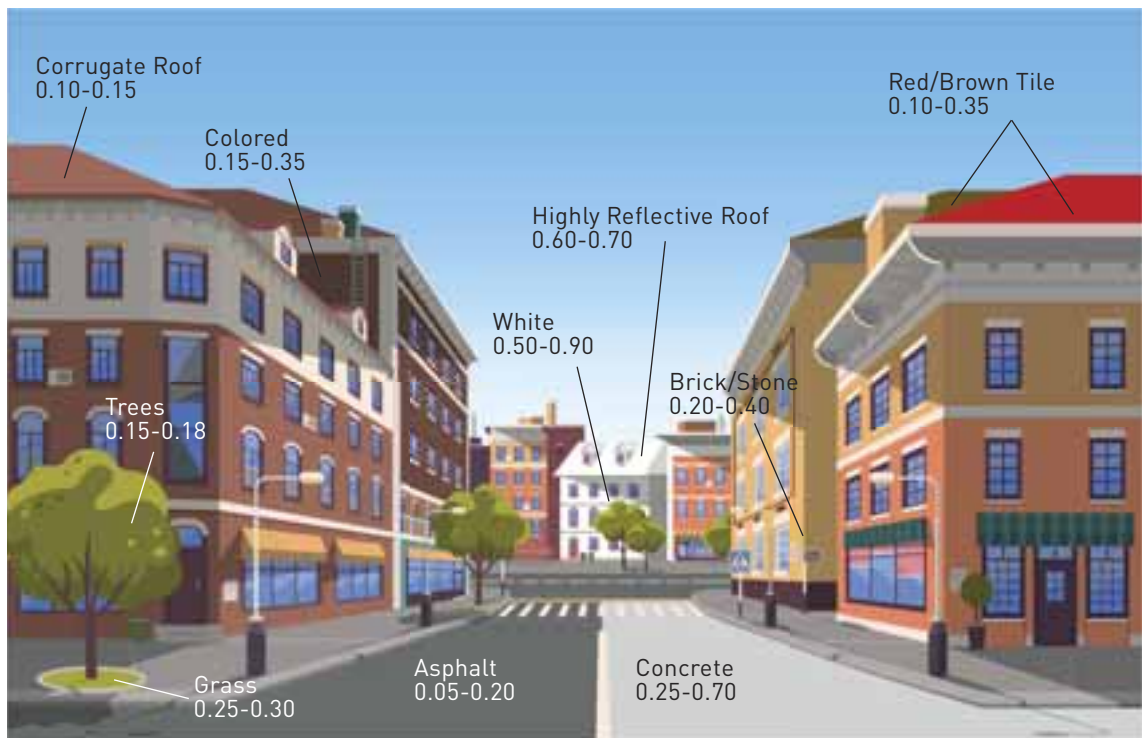 Corrugate Roof
0.10-0.15
Colored
0.15-0.35
Red/Brown Tile
0.10-0.35
Highly Reflective Roof
0.60-0.70
White
0.50-0.90
Brick/Stone
0.20-0.40
Trees
0.15-0.18
Grass
0.25-0.30
Asphalt
0.05-0.20
Concrete
0.25-0.70